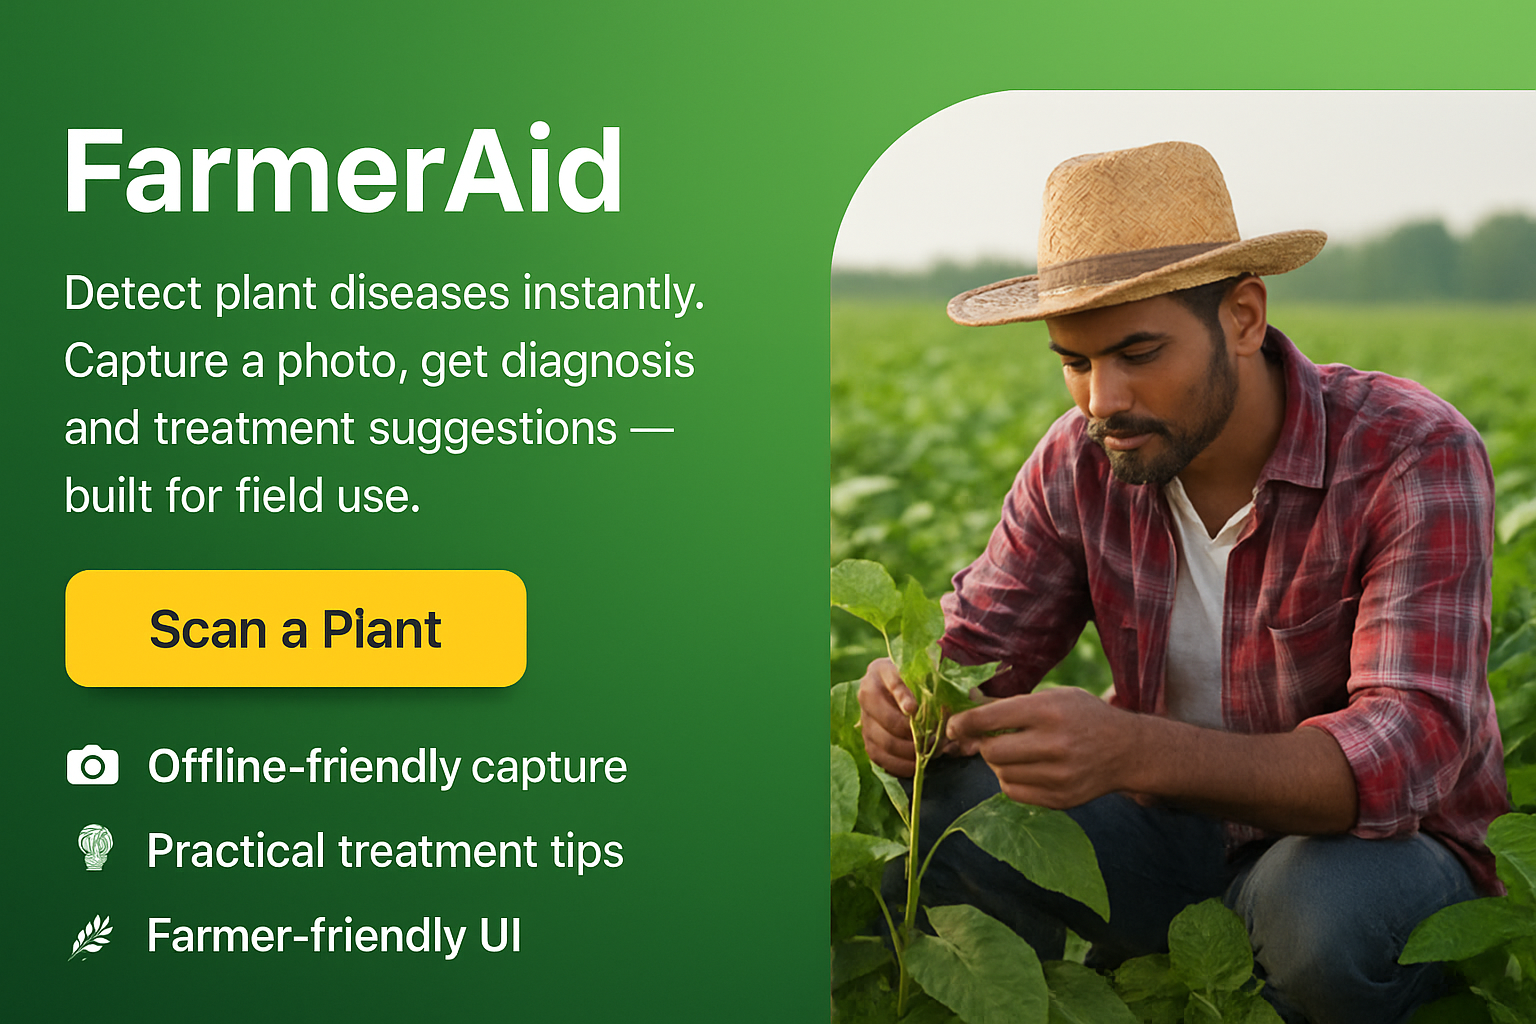 FarmerAid
Detect plant diseases instantly.
Capture a photo, get diagnosis
and treatment suggestions —
built for field use.
Scan a Plant
Offline-friendly capture
Practical treatment tips
Farmer-friendly UI